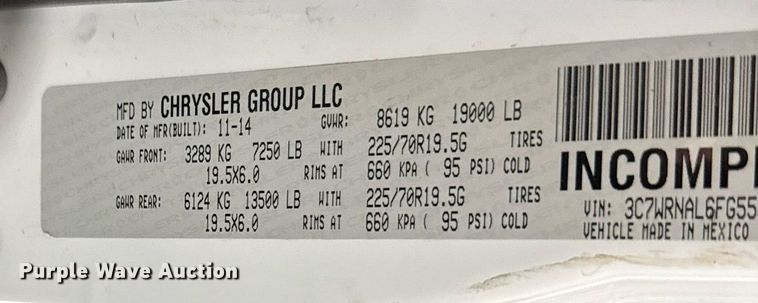 MFD BY CHRYSLER GROUP LLC
DATE OF MFR(BUILT): 11-14 GVWR: 8619 KG 19000 LB
GAWR FRONT: 3289 KG 7250 LB WITH 225/70R19.5G TIRES
19.5X6.0 RIMS AT 660 KPA ( 95 PSI) COLD
GAWR REAR: 6124 KG 13500 LB WITH 225/70R19.5G TIRES
19.5X6.0 RIMS AT 660 KPA ( 95 PSI) COLD
INCOMPL
VIN: 3C7WRNAL6FG55
VEHICLE MADE IN MEXICO
Purple Wave Auction